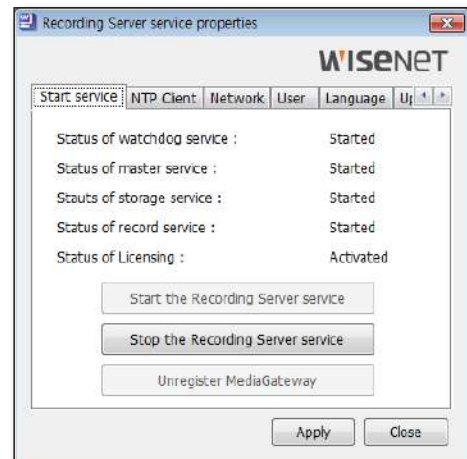 Recording Server service properties
WISENET
Start service NTP Client Network User Language
Status of watchdog service : Started
Status of master service : Started
Stauts of storage service : Started
Status of record service : Started
Status of Licensing : Activated
Start the Recording Server service
Stop the Recording Server service
Unregister MediaGateway
Apply Close